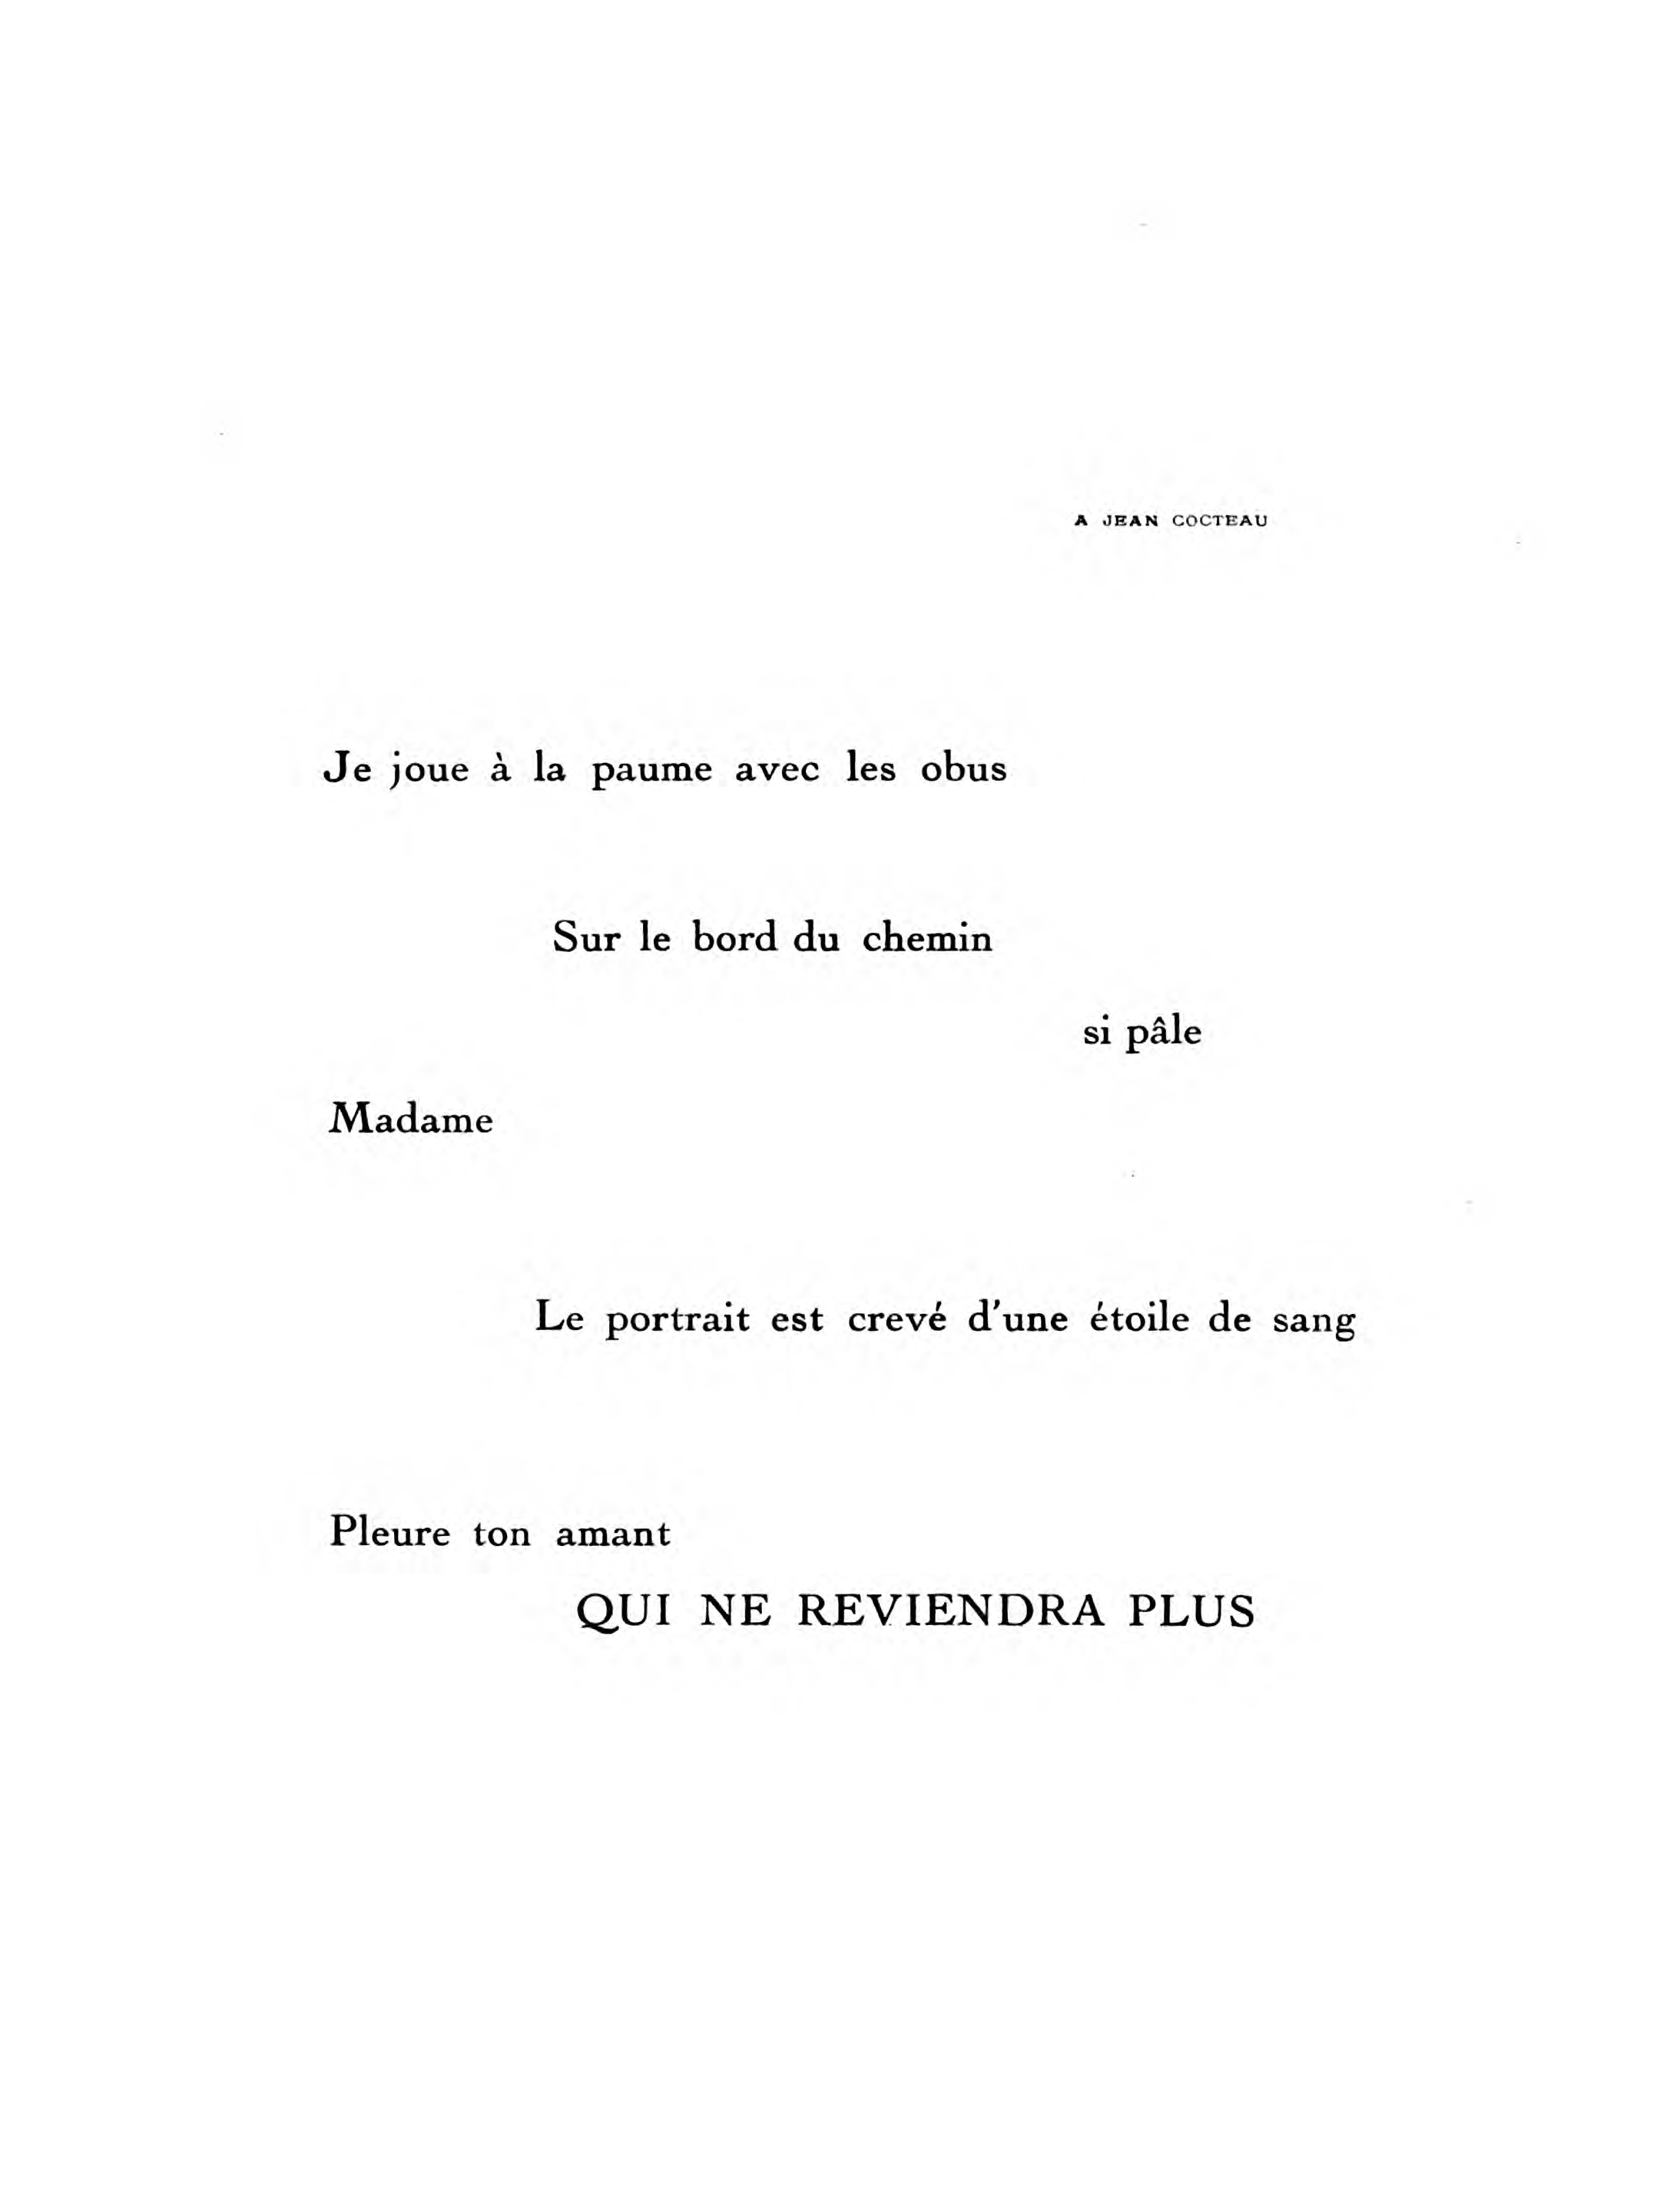 A JEAN COCTEAU
Je joue à la paume avec les obus
Sur le bord du chemin
si pâle
Madame
Le portrait est crevé d'une étoile de sang
Pleure ton amant
QUI NE REVIENDRA PLUS